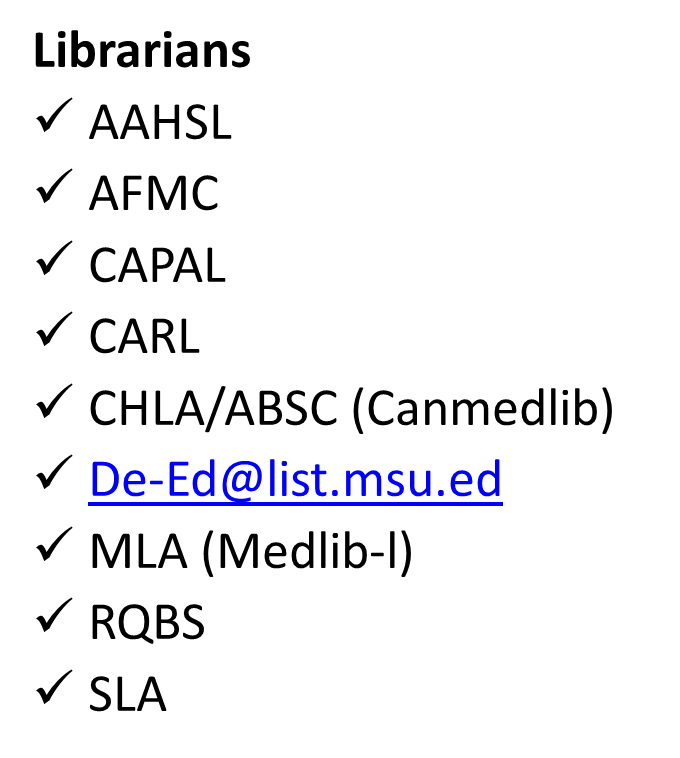 Librarians
✓ AAHSL
✓ AFMC
✓ CAPAL
✓ CARL
✓ CHLA/ABSC (Canmedlib)
✓ De-Ed@list.msu.ed
✓ MLA (Medlib-l)
✓ RQBS
✓ SLA